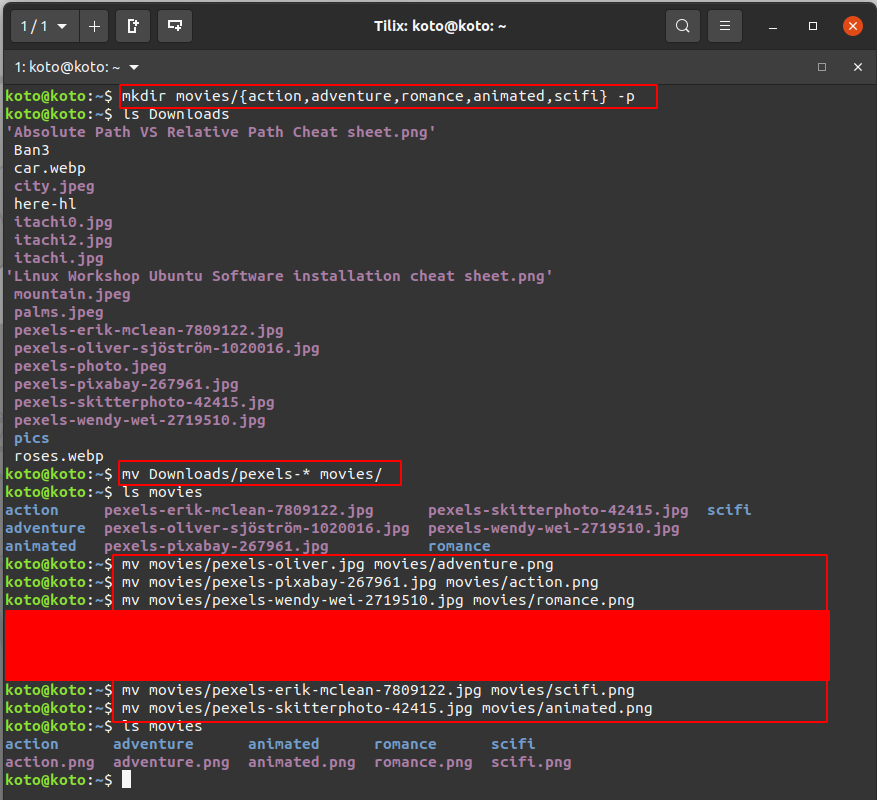 1 / 1
Tilix: koto@koto: ~
1: koto@koto: ~
koto@koto:~$ mkdir movies/{action,adventure,romance,animated,scifi} -p
koto@koto:~$ ls Downloads
'Absolute Path VS Relative Path Cheat sheet.png'
Ban3
car.webp
city.jpeg
here-hl
itachi0.jpg
itachi2.jpg
itachi.jpg
'Linux Workshop Ubuntu Software installation cheat sheet.png'
mountain.jpeg
palms.jpeg
pexels-erik-mclean-7809122.jpg
pexels-oliver-sjöström-1020016.jpg
pexels-photo.jpeg
pexels-pixabay-267961.jpg
pexels-skitterphoto-42415.jpg
pexels-wendy-wei-2719510.jpg
pics
roses.webp
koto@koto:~$ mv Downloads/pexels-* movies/
koto@koto:~$ ls movies
action pexels-erik-mclean-7809122.jpg pexels-skitterphoto-42415.jpg scifi
adventure pexels-oliver-sjöström-1020016.jpg pexels-wendy-wei-2719510.jpg
animated pexels-pixabay-267961.jpg romance
koto@koto:~$ mv movies/pexels-oliver.jpg movies/adventure.png
koto@koto:~$ mv movies/pexels-pixabay-267961.jpg movies/action.png
koto@koto:~$ mv movies/pexels-wendy-wei-2719510.jpg movies/romance.png
koto@koto:~$ mv movies/pexels-erik-mclean-7809122.jpg movies/scifi.png
koto@koto:~$ mv movies/pexels-skitterphoto-42415.jpg movies/animated.png
koto@koto:~$ ls movies
action adventure animated romance scifi
action.png adventure.png animated.png romance.png scifi.png
koto@koto:~$